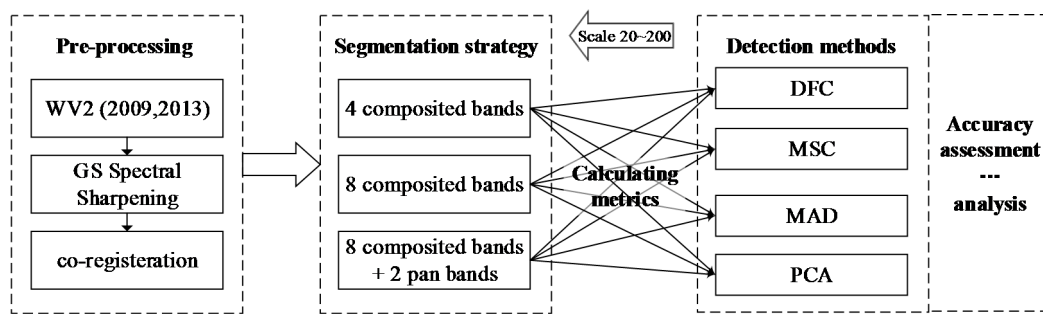 Pre-processing
WV2 (2009,2013)
GS Spectral
Sharpening
co-registeration
Segmentation strategy
4 composited bands
8 composited bands
8 composited bands
+ 2 pan bands
Scale 20~200
Calculating
metrics
Detection methods
DFC
MSC
MAD
PCA
Accuracy
assessment
---
analysis